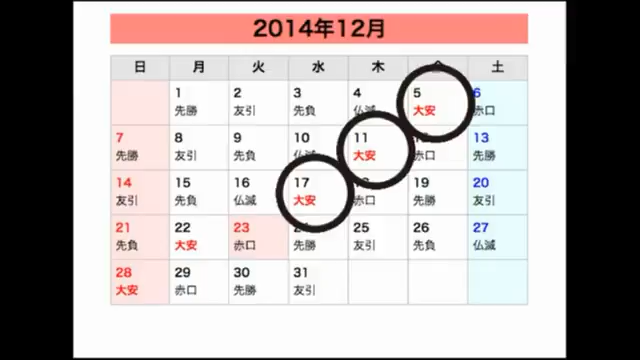 2014年12月
日 月 火 水 木 土
1 2 3 4 5 6
先勝 友引 先負 仏滅 大安 赤口
7 8 9 10 11 13
先勝 友引 先負 大安 赤口 先勝
14 15 16 17 19 20
友引 先負 仏滅 大安 赤口 先勝 友引
21 22 23 25 26 27
先負 大安 赤口 先勝 友引 先負 仏滅
28 29 30 31
大安 赤口 先勝 友引